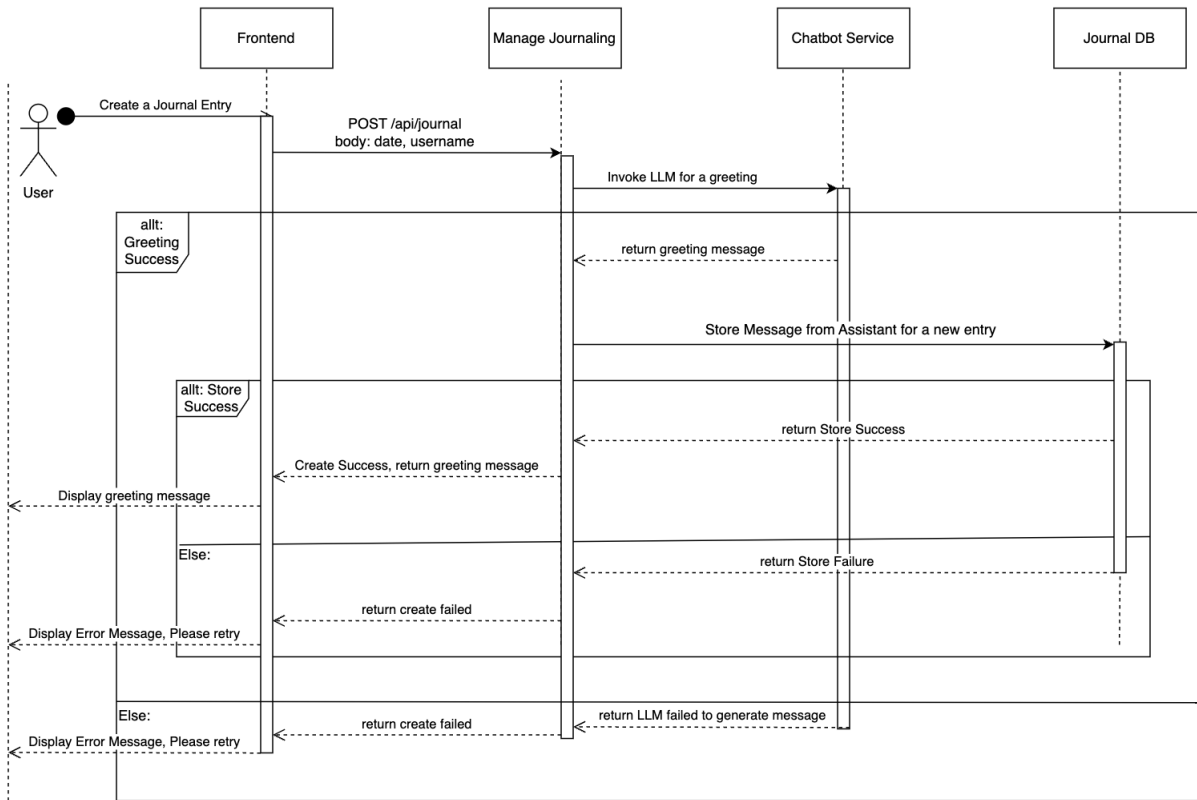 Frontend
Manage Journaling
Chatbot Service
Journal DB
Create a Journal Entry
POST /api/journal
body: date, username
User
Invoke LLM for a greeting
allt:
Greeting
Success
return greeting message
Store Message from Assistant for a new entry
allt: Store
Success
return Store Success
Create Success, return greeting message
Display greeting message
Else:
return Store Failure
return create failed
Display Error Message, Please retry
Else:
return LLM failed to generate message
return create failed
Display Error Message, Please retry